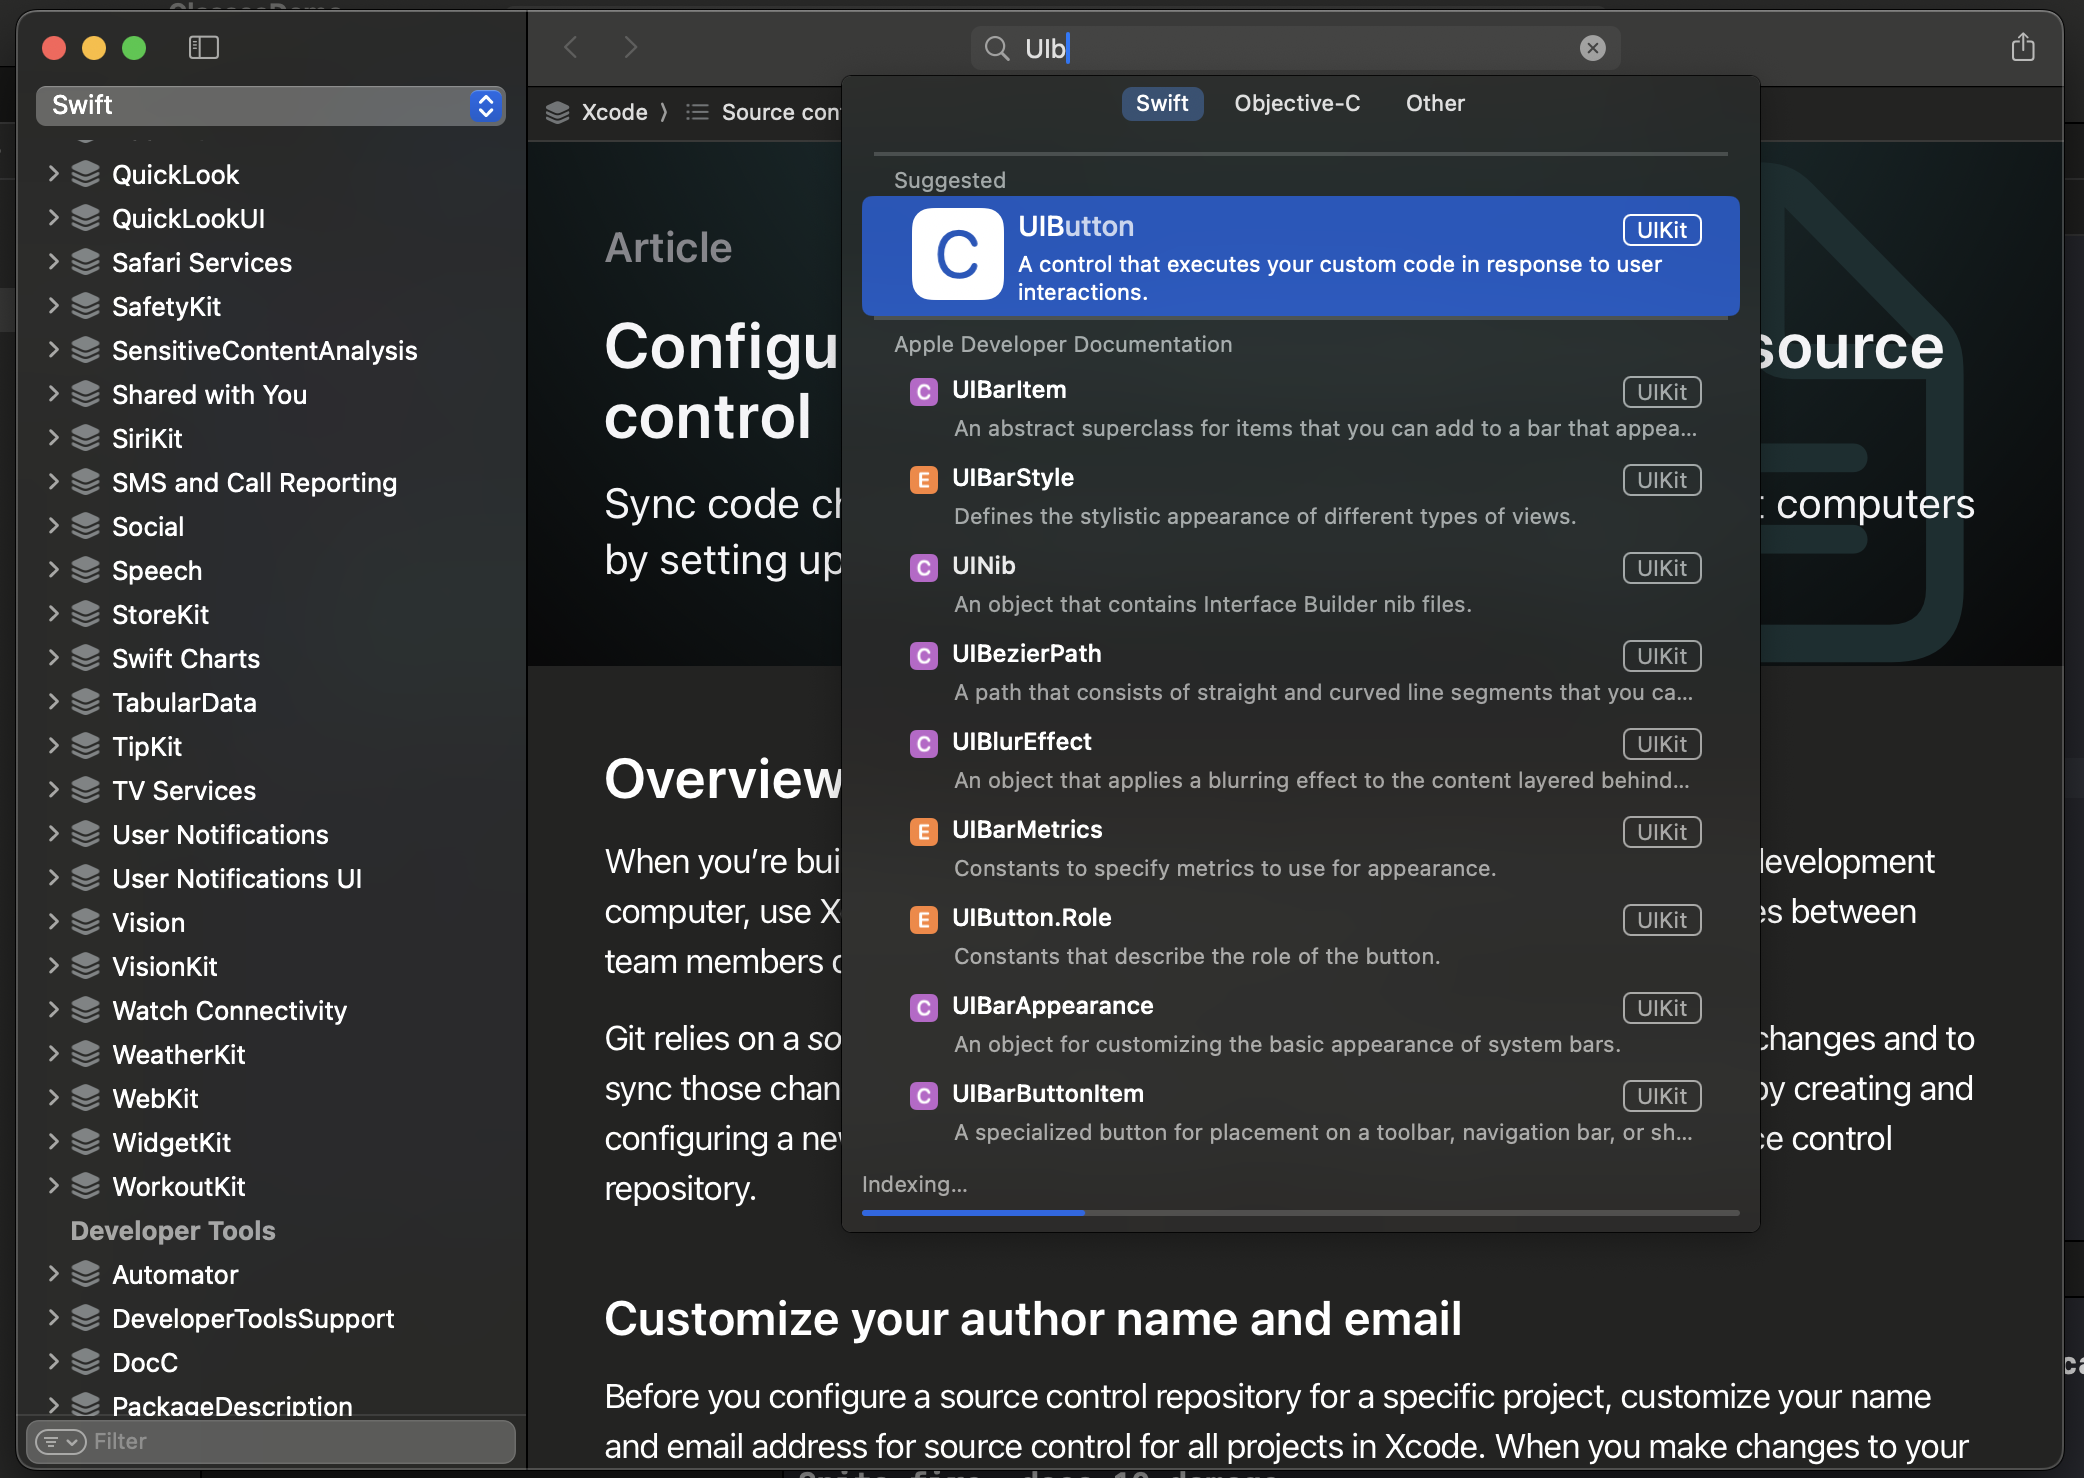 UIb
Swift
QuickLook
QuickLookUI
Safari Services
SafetyKit
SensitiveContentAnalysis
Shared with You
SiriKit
SMS and Call Reporting
Social
Speech
StoreKit
Swift Charts
TabularData
TipKit
TV Services
User Notifications
User Notifications UI
Vision
VisionKit
Watch Connectivity
WeatherKit
WebKit
WidgetKit
WorkoutKit
Developer Tools
Automator
DeveloperToolsSupport
DocC
PackageDescription
Filter
Xcode
Source con
Swift Objective-C Other
Suggested
C UIButton UIKit
A control that executes your custom code in response to user
interactions.
Apple Developer Documentation
C UIBarItem UIKit
An abstract superclass for items that you can add to a bar that appea...
E UIBarStyle UIKit
Defines the stylistic appearance of different types of views.
C UINib UIKit
An object that contains Interface Builder nib files.
C UIBezierPath UIKit
A path that consists of straight and curved line segments that you ca...
C UIBlurEffect UIKit
An object that applies a blurring effect to the content layered behind...
E UIBarMetrics UIKit
Constants to specify metrics to use for appearance.
E UIButton.Role UIKit
Constants that describe the role of the button.
C UIBarAppearance UIKit
An object for customizing the basic appearance of system bars.
C UIBarButtonItem UIKit
A specialized button for placement on a toolbar, navigation bar, or sh...
Indexing...
Article
Configu source
control
Sync code ch t computers
by setting up
Overview
When you’re bui development
computer, use X es between
team members o
Git relies on a so changes and to
sync those chan by creating and
configuring a new ce control
repository.
Customize your author name and email
Before you configure a source control repository for a specific project, customize your name
and email address for source control for all projects in Xcode. When you make changes to your